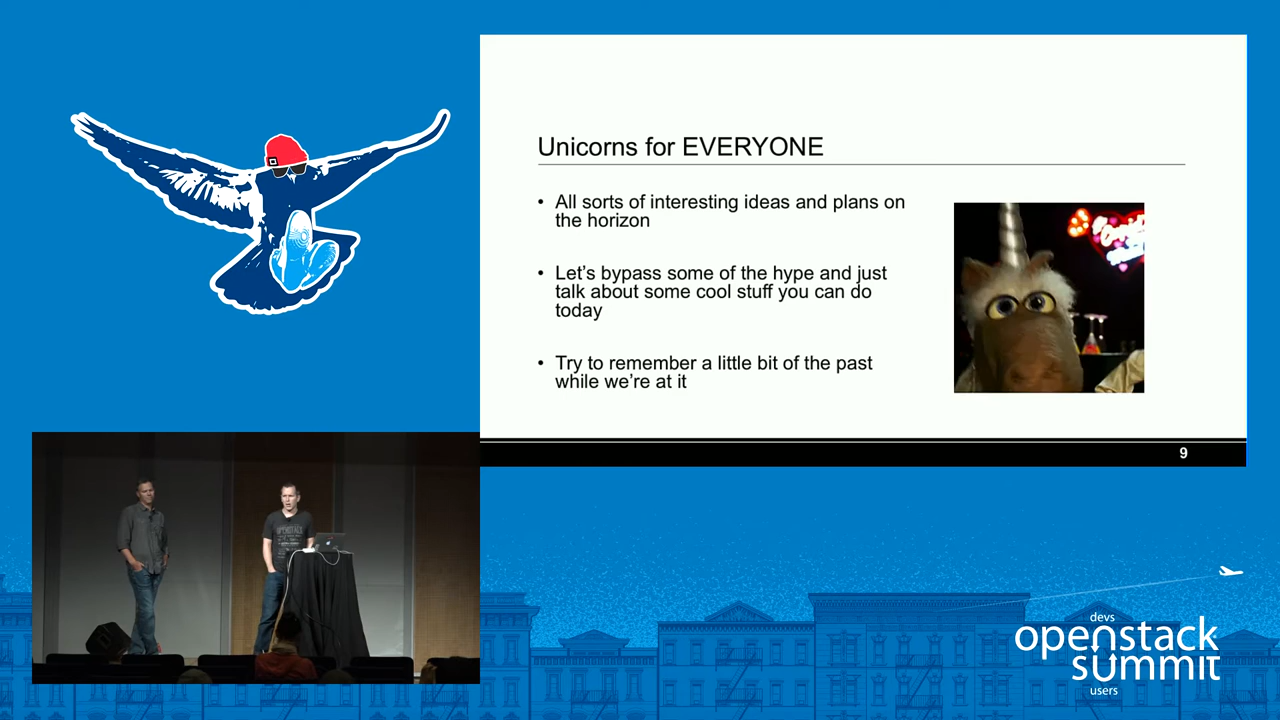 Unicorns for EVERYONE
• All sorts of interesting ideas and plans on
the horizon
• Let's bypass some of the hype and just
talk about some cool stuff you can do
today
• Try to remember a little bit of the past
while we're at it
9
OPENSTACK
devs
openstack
summit
users